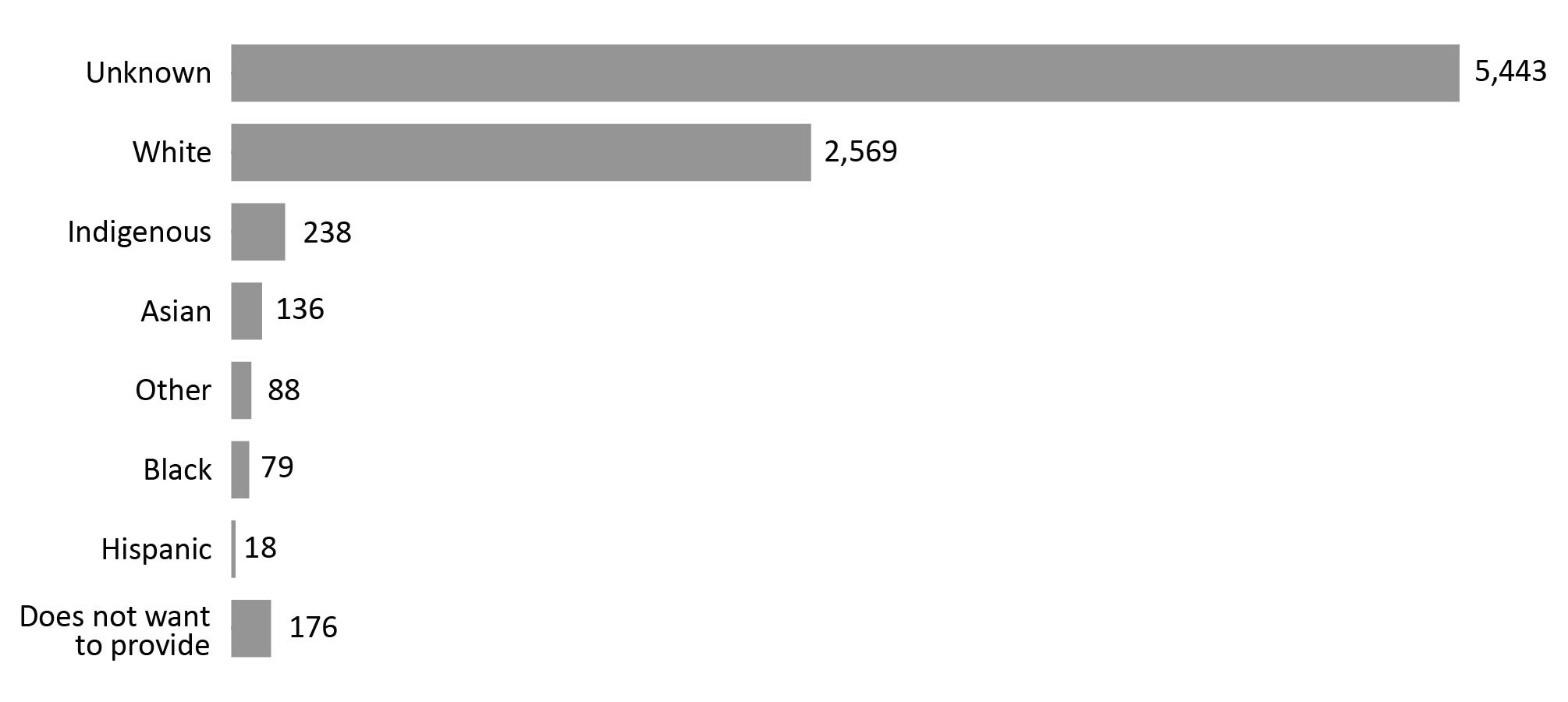 Unknown 5,443
White 2,569
Indigenous 238
Asian 136
Other 88
Black 79
Hispanic 18
Does not want
to provide 176